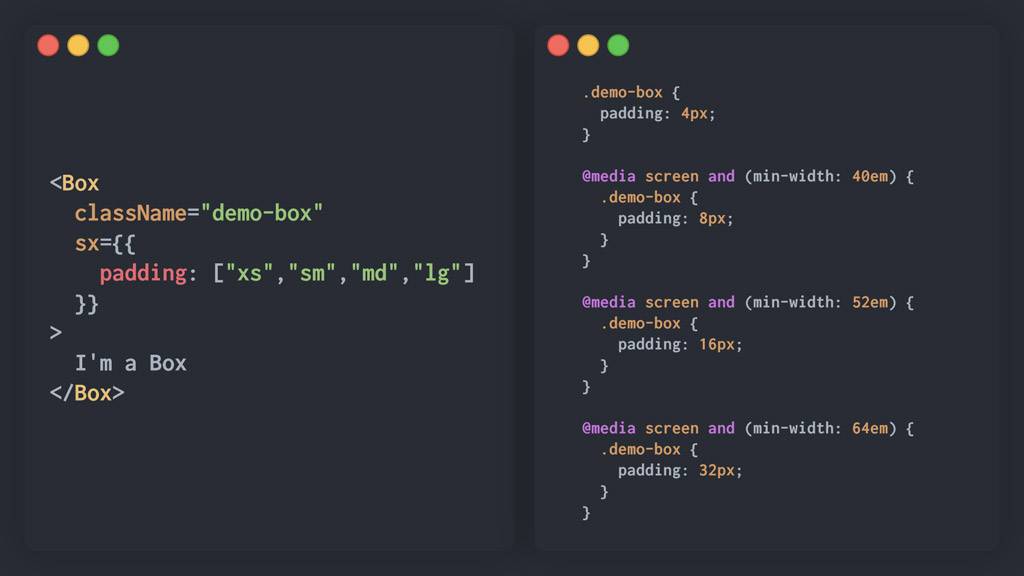 <Box
  className="demo-box"
  sx={{
    padding: ["xs","sm","md","lg"]
  }}
>
  I'm a Box
</Box>
.demo-box {
  padding: 4px;
}
@media screen and (min-width: 40em) {
  .demo-box {
    padding: 8px;
  }
}
@media screen and (min-width: 52em) {
  .demo-box {
    padding: 16px;
  }
}
@media screen and (min-width: 64em) {
  .demo-box {
    padding: 32px;
  }
}